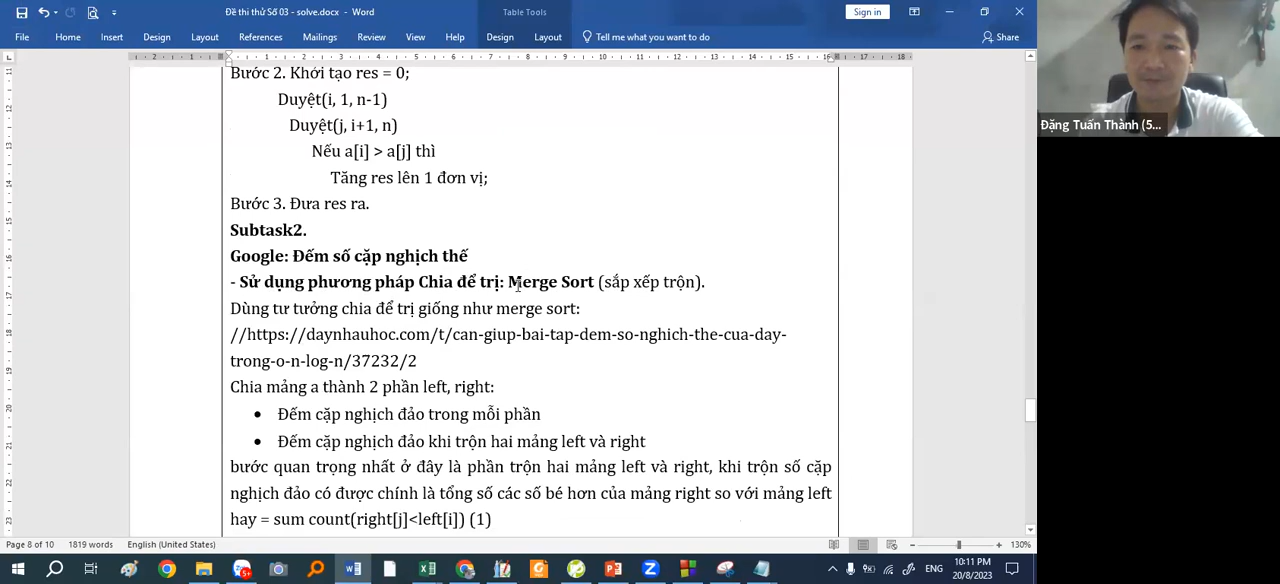 Đề thi thử Số 03 - solve.docx - Word
Table Tools
Sign in
File Home Insert Draw Design Layout References Mailings Review View Help Design Layout Tell me what you want to do Share
Bước 2. Khởi tạo res = 0;
Duyệt(i, 1, n-1)
Duyệt(j, i+1, n)
Nếu a[i] > a[j] thì
Tăng res lên 1 đơn vị;
Bước 3. Đưa res ra.
Subtask2.
Google: Đếm số cặp nghịch thế
- Sử dụng phương pháp Chia để trị: Merge Sort (sắp xếp trộn).
Dùng tư tưởng chia để trị giống như merge sort:
//https://daynhauhoc.com/t/can-giup-bai-tap-dem-so-nghich-the-cua-day-
trong-o-n-log-n/37232/2
Chia mảng a thành 2 phần left, right:
• Đếm cặp nghịch đảo trong mỗi phần
• Đếm cặp nghịch đảo khi trộn hai mảng left và right
bước quan trọng nhất ở đây là phần trộn hai mảng left và right, khi trộn số cặp
nghịch đảo có được chính là tổng số các số bé hơn của mảng right so với mảng left
hay = sum count(right[j]<left[i]) (1)
Đặng Tuấn Thành (5...
Page 8 of 10 1819 words English (United States) 130%
ENG
10:11 PM
20/8/2023